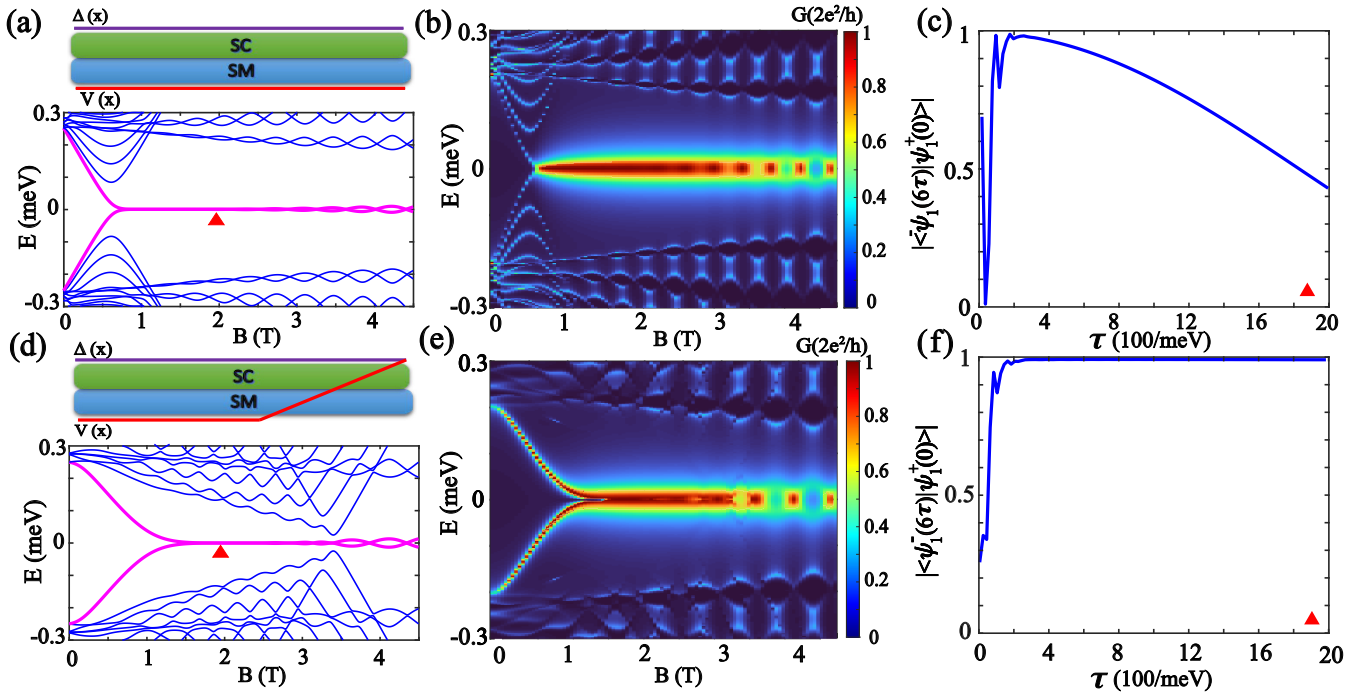 (a)
Δ (x)
SC
SM
V (x)
0.3
0
-0.3
E (meV)
0 1 2 3 4
B (T)
(b)
G(2e²/h)
0.3
0
-0.3
E (meV)
1 2 3 4
B (T)
1
0.8
0.6
0.4
0.2
0
(c)
1
0.5
0
|<ψ₁⁻(6τ)|ψ₁⁺(0)>|
0 4 8 12 16 20
τ (100/meV)
(d)
Δ (x)
SC
SM
V (x)
0.3
0
-0.3
E (meV)
0 1 2 3 4
B (T)
(e)
G(2e²/h)
0.3
0
-0.3
E (meV)
0 1 2 3 4
B (T)
1
0.8
0.6
0.4
0.2
0
(f)
1
0.5
0
|<ψ₁⁻(6τ)|ψ₁⁺(0)>|
0 4 8 12 16 20
τ (100/meV)